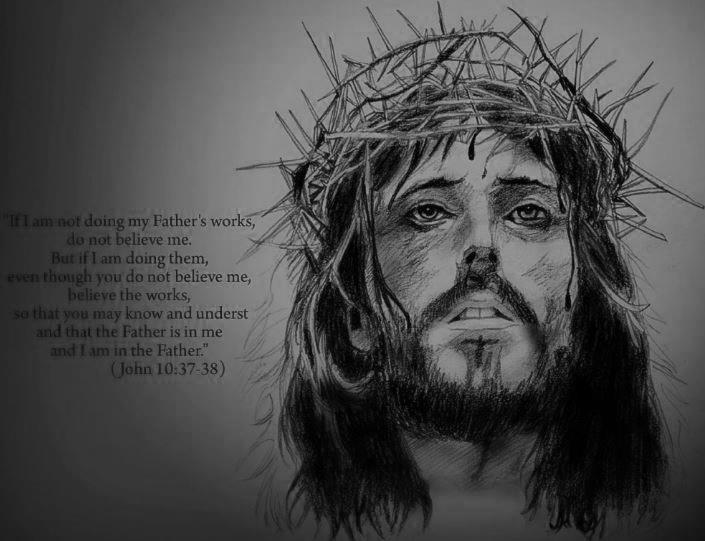 "If I am not doing my Father's works,
do not believe me.
But if I am doing them,
even though you do not believe me,
believe the works,
so that you may know and underst
and that the Father is in me
and I am in the Father."
(John 10:37-38)